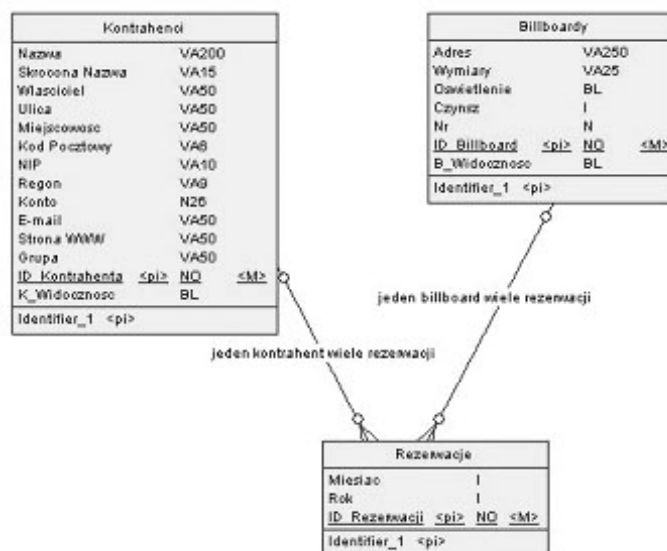 Kontrahenci
Nazwa VA200
Skrocona Nazwa VA15
Wlasciciel VA50
Ulica VA50
Miejscowosc VA50
Kod Pocztowy VA6
NIP VA10
Regon VA9
Konto N26
E-mail VA50
Strona WWW VA50
Grupa VA50
ID_Kontrahenta <pi> NO <M>
K_Widocznosc BL
Identifier_1 <pi>
Billboardy
Adres VA250
Wymiary VA25
Oswietlenie BL
Czynsz I
Nr N
ID_Billboard <pi> NO <M>
B_Widocznosc BL
Identifier_1 <pi>
jeden billboard wiele rezerwacji
jeden kontrahent wiele rezerwacji
Rezerwacje
Miesiac I
Rok I
ID_Rezerwacji <pi> NO <M>
Identifier_1 <pi>